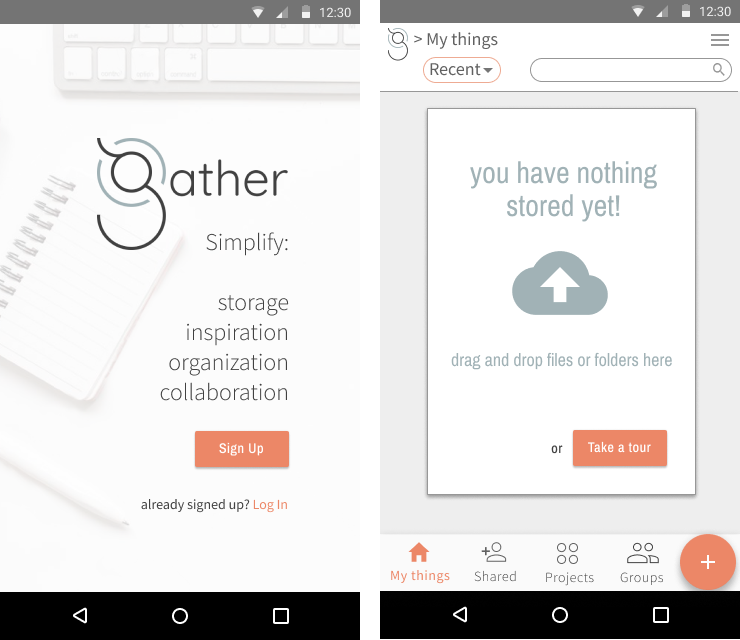 12:30
gather
Simplify:
storage
inspiration
organization
collaboration
Sign Up
already signed up? Log In
12:30
g > My things
Recent
you have nothing
stored yet!
drag and drop files or folders here
or Take a tour
My things Shared Projects Groups